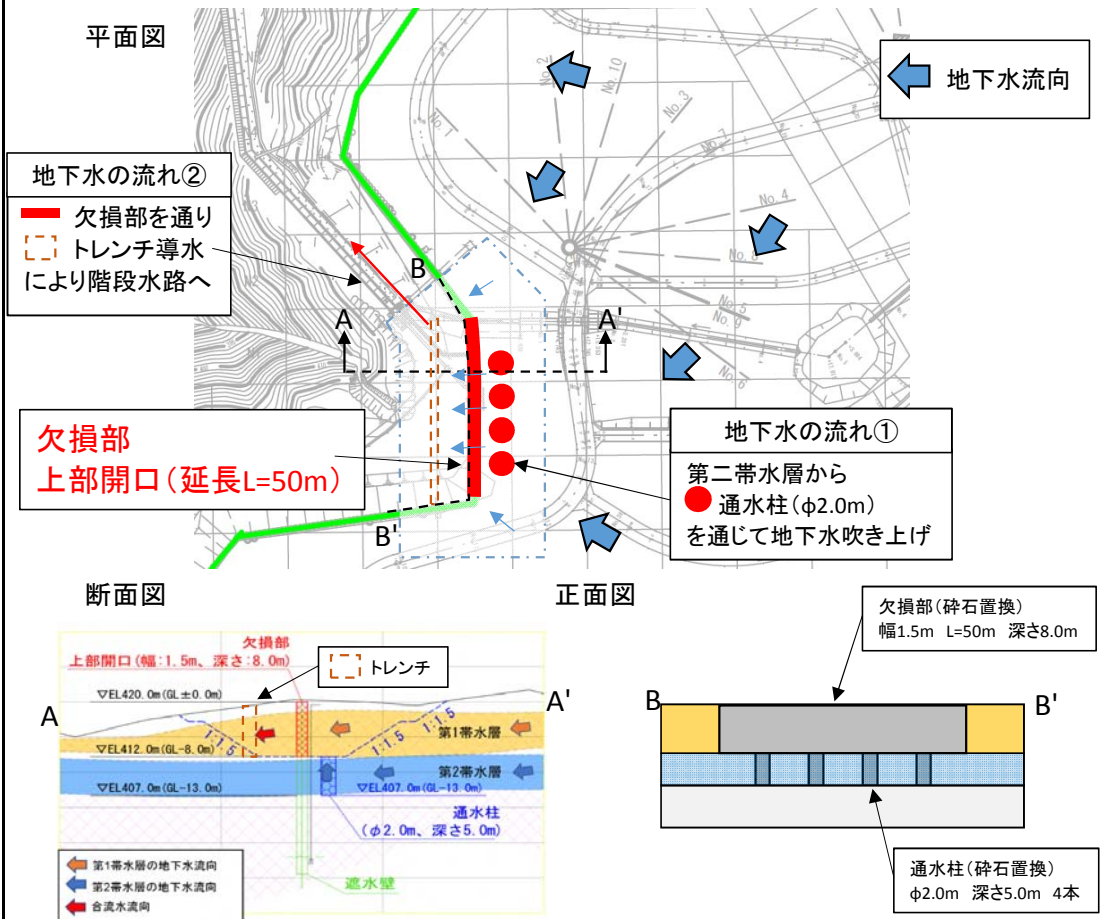 平面図
地下水流向
No.2
No.10
No.3
No.1
No.7
No.4
No.8
No.5
No.9
No.6
地下水の流れ②
欠損部を通り
トレンチ導水
により階段水路へ
B
A
A'
欠損部
上部開口(延長L=50m)
B'
地下水の流れ①
第二帯水層から
通水柱(φ2.0m)
を通じて地下水吹き上げ
断面図
欠損部
上部開口(幅:1.5m、深さ:8.0m)
トレンチ
▽EL420.0m(GL±0.0m)
A
A'
1:1.5
1:1.5
第1帯水層
▽EL412.0m(GL-8.0m)
第2帯水層
▽EL407.0m(GL-13.0m)
▽EL407.0m(GL-13.0m)
通水柱
(φ2.0m、深さ5.0m)
遮水壁
第1帯水層の地下水流向
第2帯水層の地下水流向
合流水流向
正面図
欠損部(砕石置換)
幅1.5m L=50m 深さ8.0m
B
B'
通水柱(砕石置換)
φ2.0m 深さ5.0m 4本